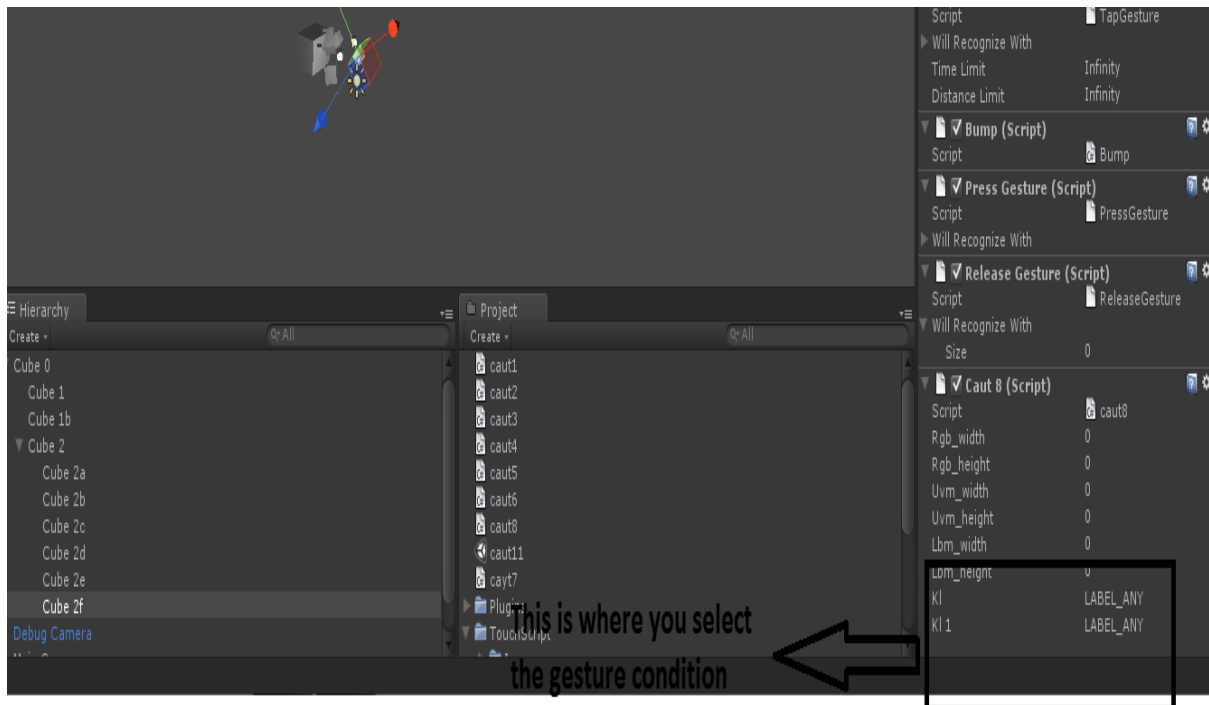 Script TapGesture
Will Recognize With
Time Limit Infinity
Distance Limit Infinity
Bump (Script)
Script Bump
Press Gesture (Script)
Script PressGesture
Will Recognize With
Release Gesture (Script)
Script ReleaseGesture
Will Recognize With
Size 0
Caut 8 (Script)
Script caut8
Rgb_width 0
Rgb_height 0
Uvm_width 0
Uvm_height 0
Lbm_width 0
Lbm_height 0
Kl LABEL_ANY
Kl 1 LABEL_ANY
Hierarchy
Create All
Cube 0
Cube 1
Cube 1b
Cube 2
Cube 2a
Cube 2b
Cube 2c
Cube 2d
Cube 2e
Cube 2f
Debug Camera
Project
Create All
caut1
caut2
caut3
caut4
caut5
caut6
caut8
caut11
cayt7
Plugins
TouchScript
This is where you select
the gesture condition